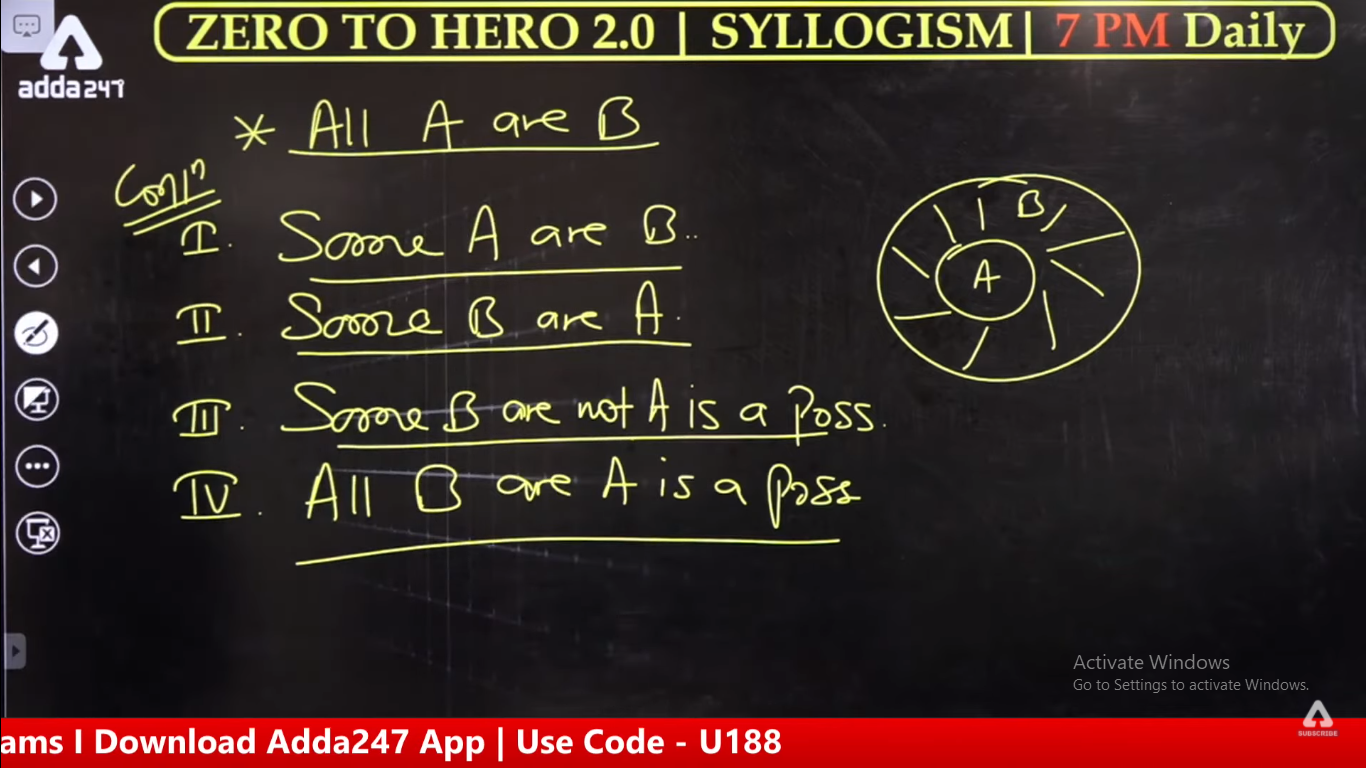 ZERO TO HERO 2.0 | SYLLOGISM | 7 PM Daily
adda247
* All A are B
Conln
I. Some A are B..
II. Some B are A.
III. Some B are not A is a Poss.
IV. All B are A is a Poss
B
A
Activate Windows
Go to Settings to activate Windows.
SUBSCRIBE
ams I Download Adda247 App | Use Code - U188